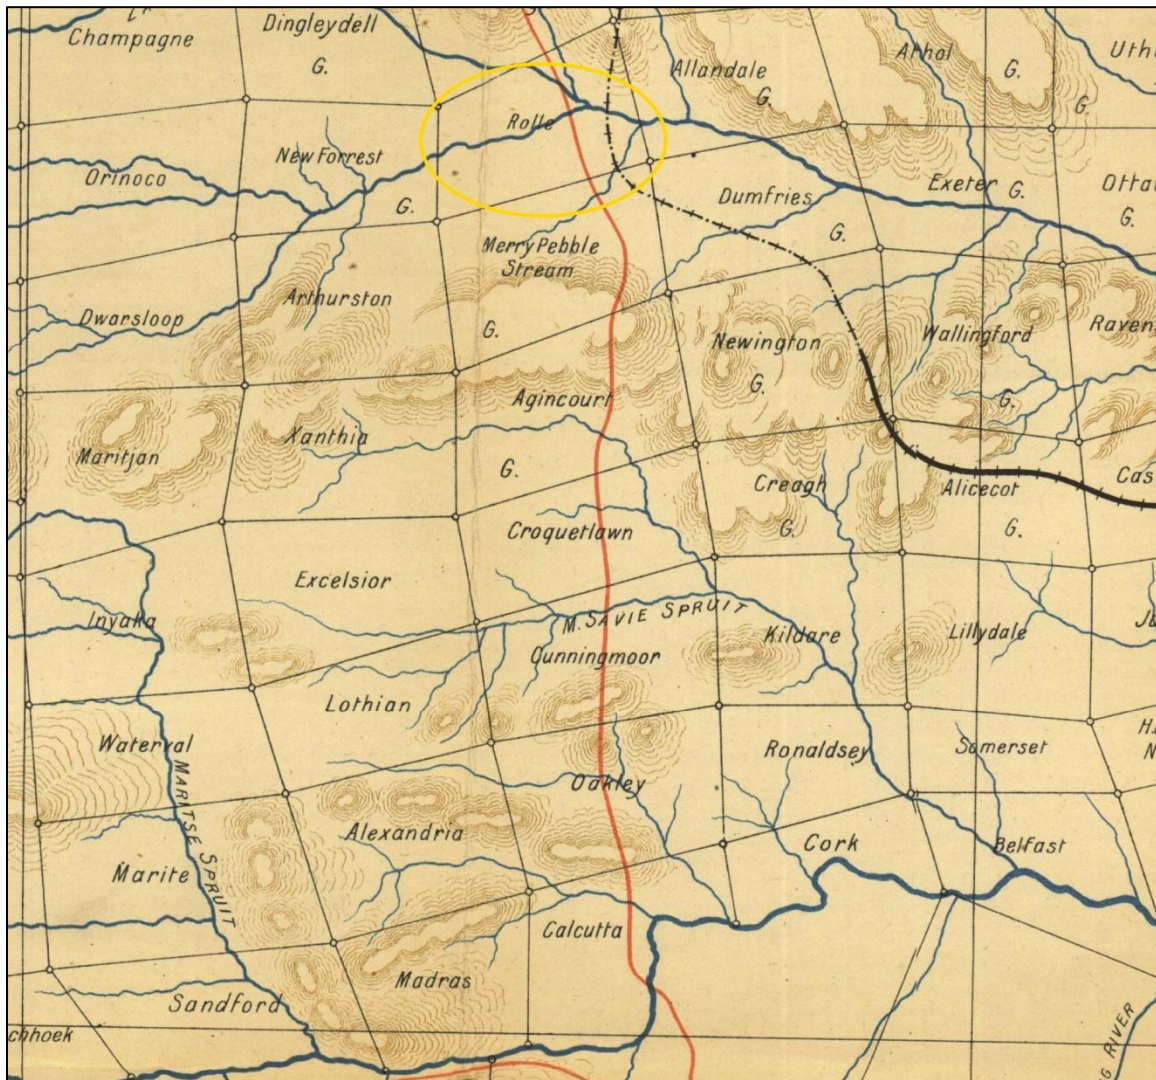 Champagne
Dingleydell
G.
Allandale
G.
Athol
G.
G.
Rolle
New Forrest
Orinoco
G.
Dumfries
G.
Exeter
G.
G.
Merry Pebble
Stream
Arthurston
Dwarsloop
G.
Newington
G.
Wallingford
G.
Agincourt
Xanthia
Maritjan
G.
Creagh
G.
Alicecot
G.
Croquetlawn
Excelsior
Inyaka
M. SAVIE SPRUIT
Kildare
Lillydale
Cunningmoor
Lothian
Waterval
MARITSE SPRUIT
Ronaldsey
Somerset
Oakley
Alexandria
Cork
Belfast
Marite
Calcutta
Madras
Sandford
chhoek
G RIVER